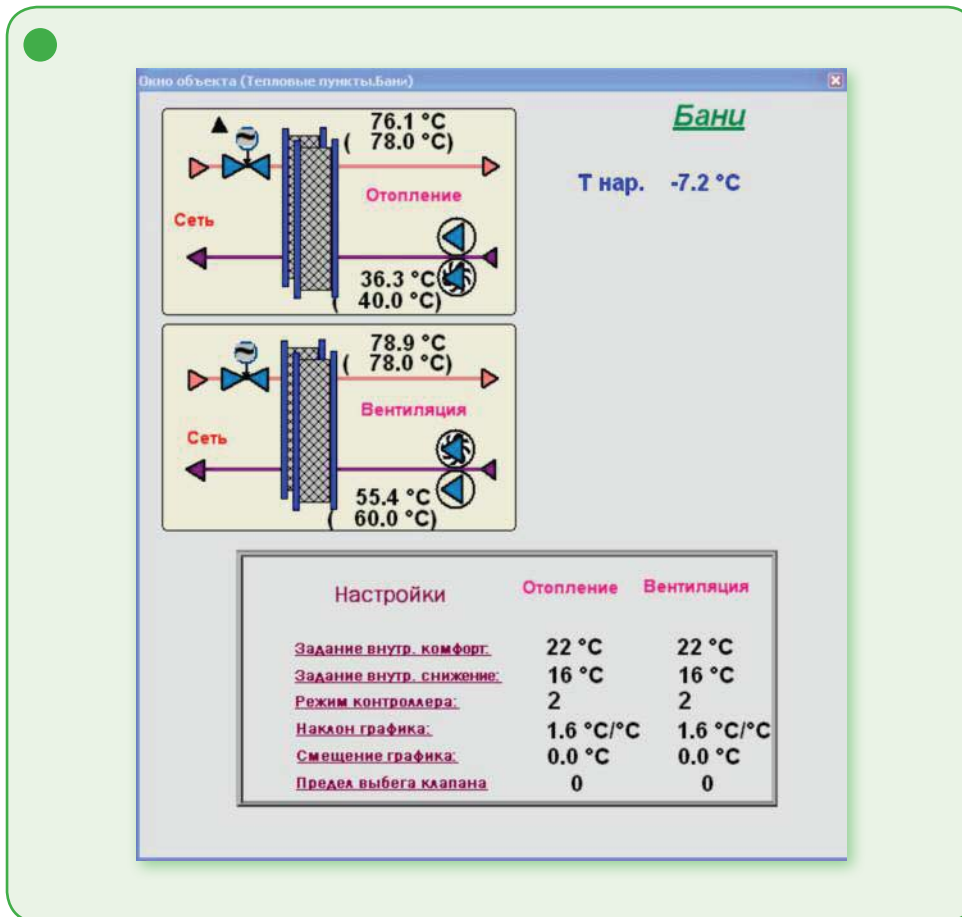 Окно объекта (Тепловые пункты.Бани)
Бани
Т нар. -7.2 °C
76.1 °C
( 78.0 °C)
Отопление
Сеть
36.3 °C
( 40.0 °C)
78.9 °C
( 78.0 °C)
Вентиляция
Сеть
55.4 °C
( 60.0 °C)
Настройки Отопление Вентиляция
Задание внутр. комфорт: 22 °C 22 °C
Задание внутр. снижение: 16 °C 16 °C
Режим контроллера: 2 2
Наклон графика: 1.6 °C/°C 1.6 °C/°C
Смещение графика: 0.0 °C 0.0 °C
Предел выбега клапана 0 0